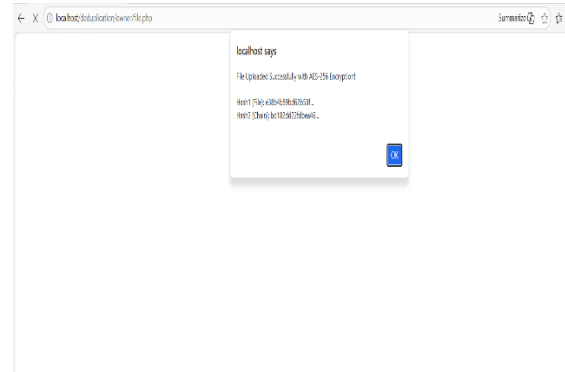 localhost/deduplication/owner/file.php
Summarize
localhost says
File Uploaded Successfully with AES-256 Encryption!
Hash1 (File):
Hash2 (Chain):
OK